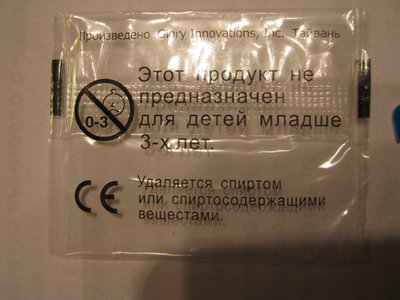 Произведено Glory Innovations, Inc. Тайвань
Этот продукт не
предназначен
для детей младше
3-х лет.
0-3
Удаляется спиртом
или спиртосодержащими
веществами.
CE